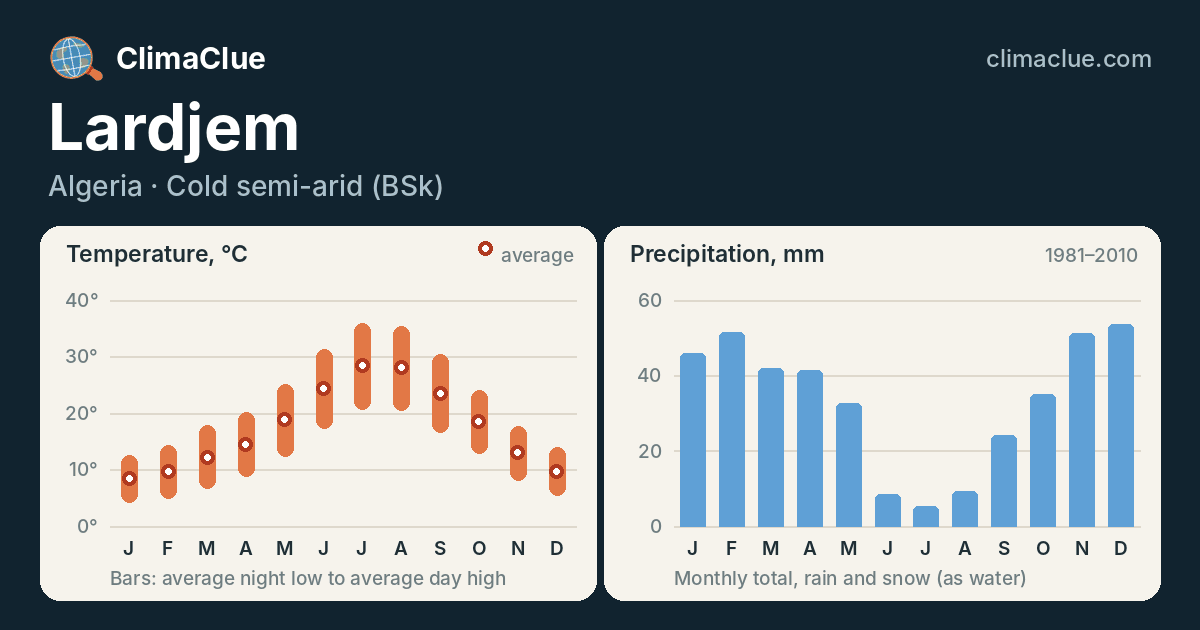 ClimaClue
climaclue.com
Lardjem
Algeria · Cold semi-arid (BSk)
Temperature, °C
average
40°
30°
20°
10°
0°
J F M A M J J A S O N D
Bars: average night low to average day high
Precipitation, mm
1981–2010
60
40
20
0
J F M A M J J A S O N D
Monthly total, rain and snow (as water)